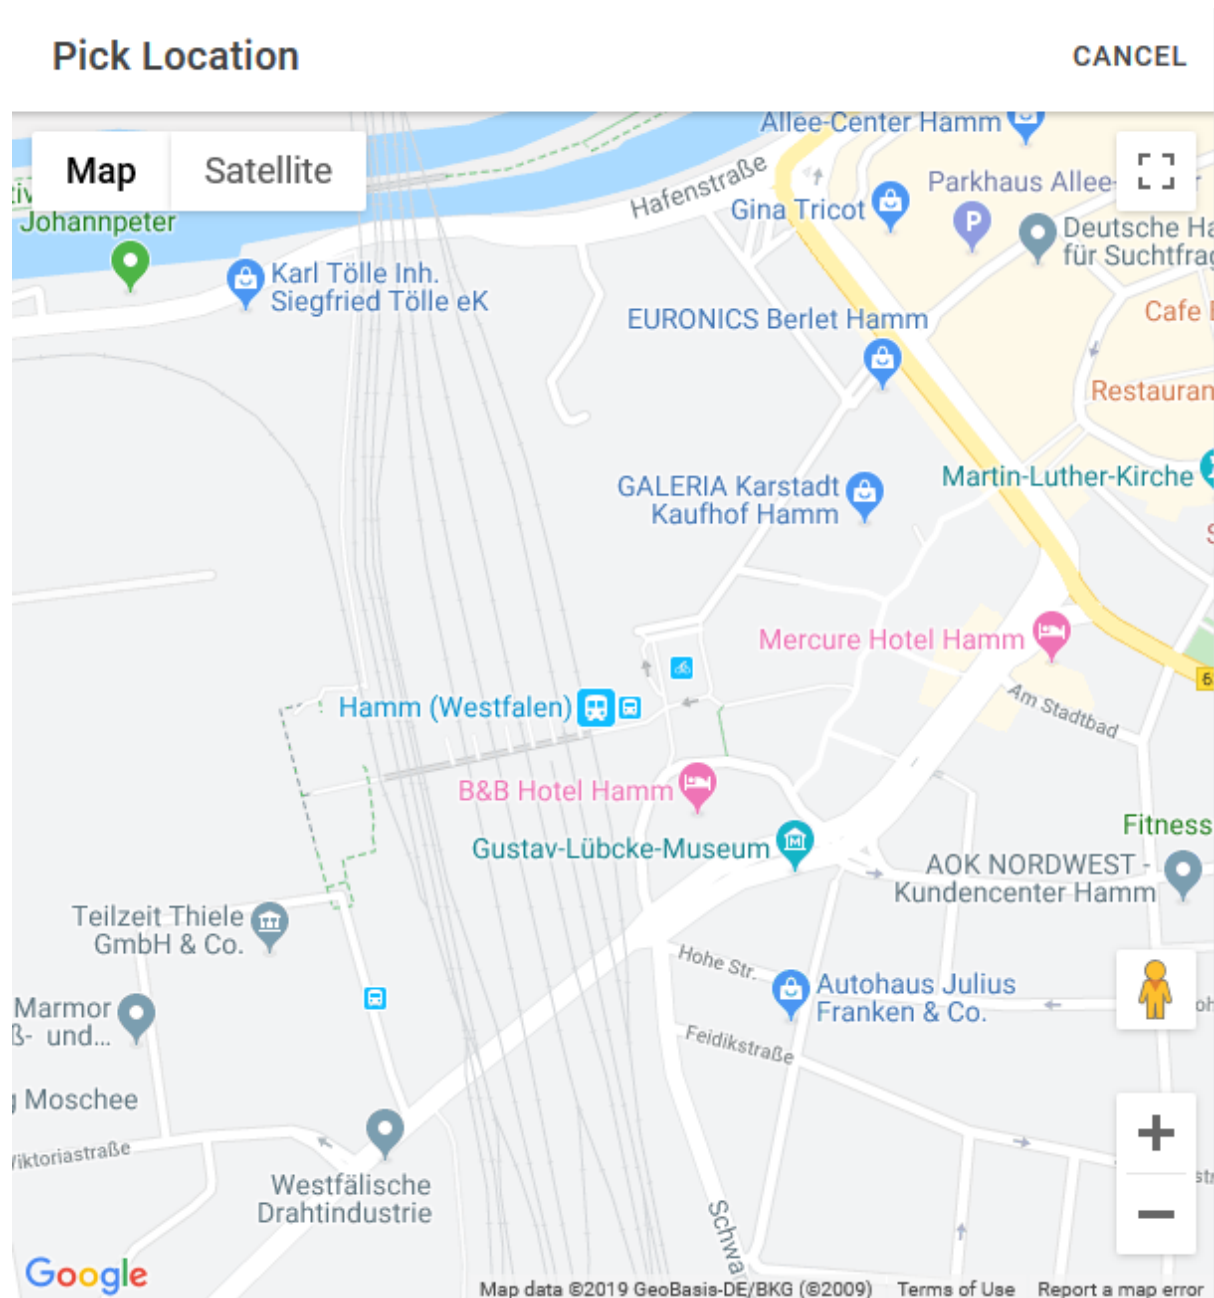 Pick Location
CANCEL
Map
Satellite
Allee-Center Hamm
Hafenstraße
Parkhaus Allee-
Gina Tricot
P
Johannpeter
Deutsche Ha
für Suchtfrag
Karl Tölle Inh.
Siegfried Tölle eK
EURONICS Berlet Hamm
Cafe
Restauran
GALERIA Karstadt
Kaufhof Hamm
Martin-Luther-Kirche
Mercure Hotel Hamm
6
Hamm (Westfalen)
Am Stadtbad
B&B Hotel Hamm
Gustav-Lübcke-Museum
M
Fitness
AOK NORDWEST -
Kundencenter Hamm
Teilzeit Thiele
GmbH & Co.
Hohe Str.
Autohaus Julius
Franken & Co.
Marmor
ß- und...
Feidikstraße
Moschee
Viktoriastraße
Westfälische
Drahtindustrie
Schwa
Google
Map data ©2019 GeoBasis-DE/BKG (©2009)
Terms of Use
Report a map error